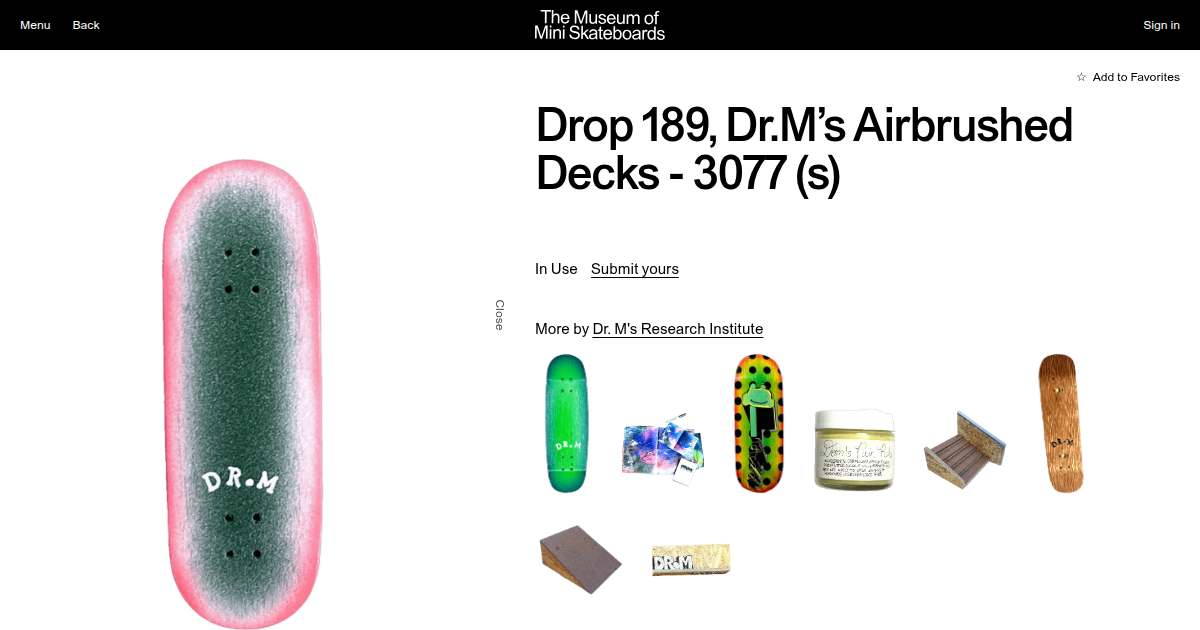 Menu
Back
The Museum of
Mini Skateboards
Sign in
☆ Add to Favorites
Drop 189, Dr.M’s Airbrushed
Decks - 3077 (s)
In Use Submit yours
Close
More by Dr. M's Research Institute
DR.M
DR.M
DR.M
DR.M